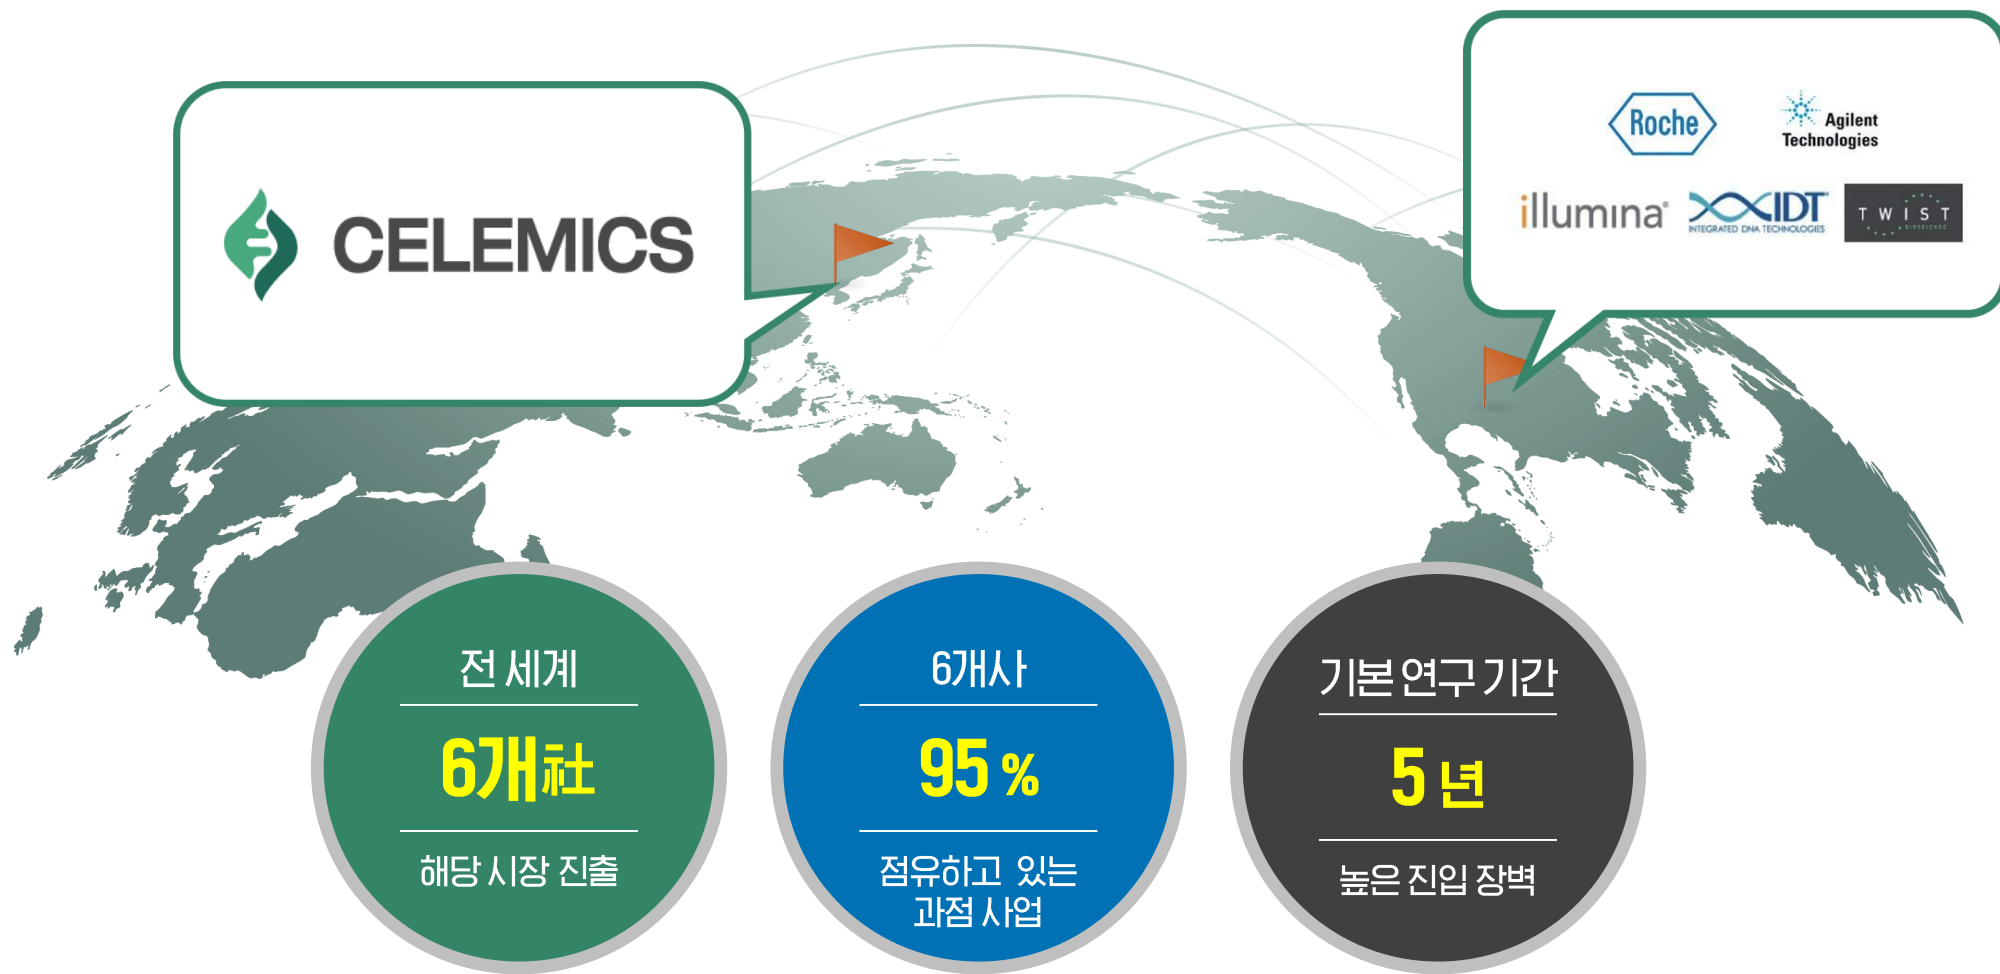 CELEMICS
Roche
Agilent
Technologies
illumina®
IDT
INTEGRATED DNA TECHNOLOGIES
TWIST
BIOSCIENCE
전 세계
6개社
해당 시장 진출
6개사
95 %
점유하고 있는
과점 사업
기본 연구 기간
5 년
높은 진입 장벽